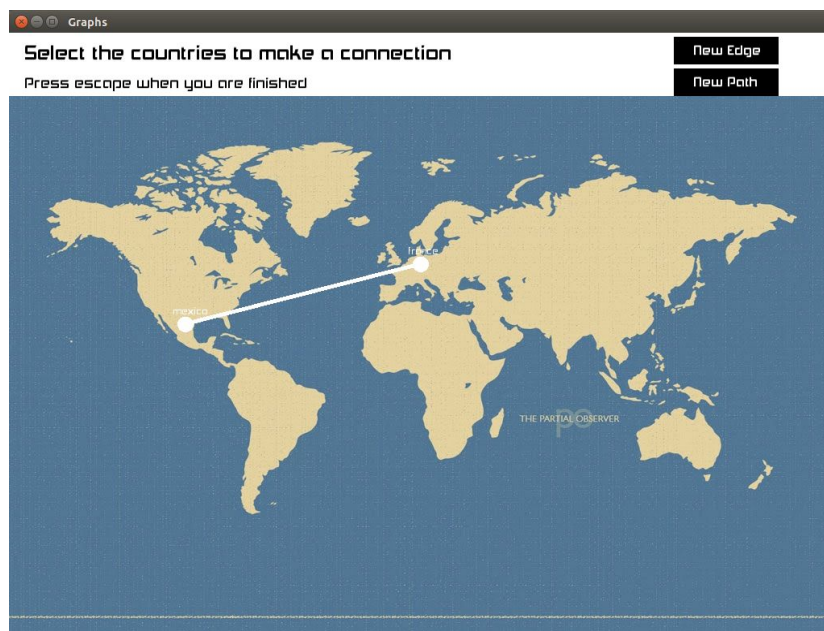 Graphs
Select the countries to make a connection
New Edge
Press escape when you are finished
New Path
france
mexico
THE PARTIAL OBSERVER
po